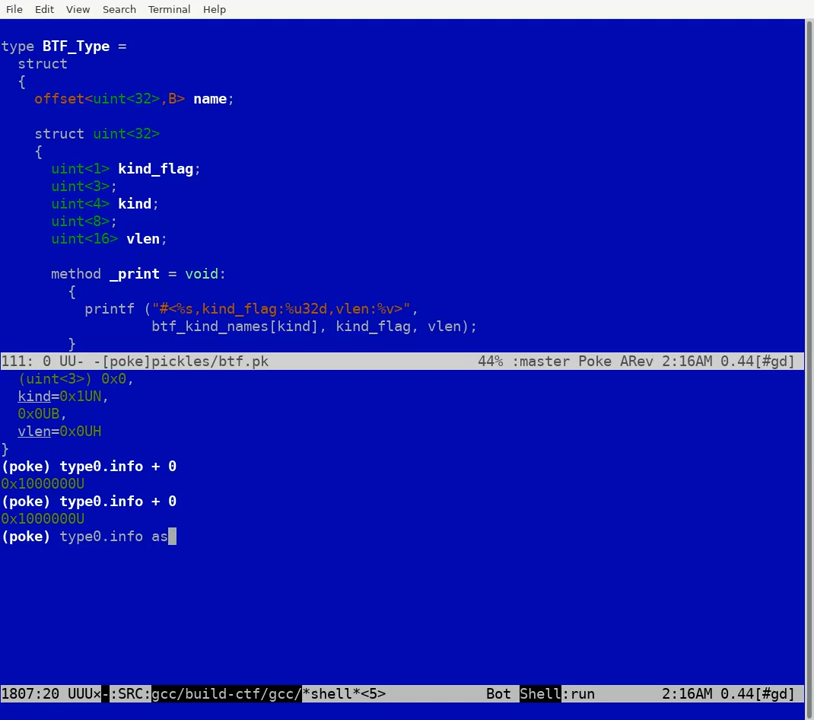 File Edit View Search Terminal Help
type BTF_Type =
  struct
  {
    offset<uint<32>,B> name;
    struct uint<32>
    {
      uint<1> kind_flag;
      uint<3>;
      uint<4> kind;
      uint<8>;
      uint<16> vlen;
      method _print = void:
        {
          printf ("#<%s,kind_flag:%u32d,vlen:%v>",
                  btf_kind_names[kind], kind_flag, vlen);
        }
111: 0 UU- -[poke]pickles/btf.pk 44% :master Poke ARev 2:16AM 0.44[#gd]
  (uint<3>) 0x0,
  kind=0x1UN,
  0x0UB,
  vlen=0x0UH
}
(poke) type0.info + 0
0x1000000U
(poke) type0.info + 0
0x1000000U
(poke) type0.info as
1807:20 UUU×-:SRC:gcc/build-ctf/gcc/*shell*<5> Bot Shell:run 2:16AM 0.44[#gd]